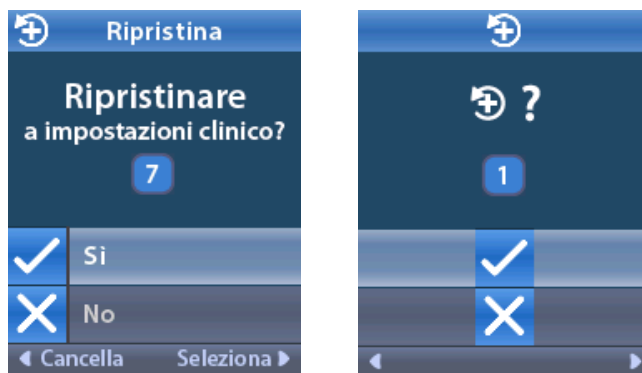 Ripristina
Ripristinare
a impostazioni clinico?
7
Sì
No
Cancella Seleziona
?
1